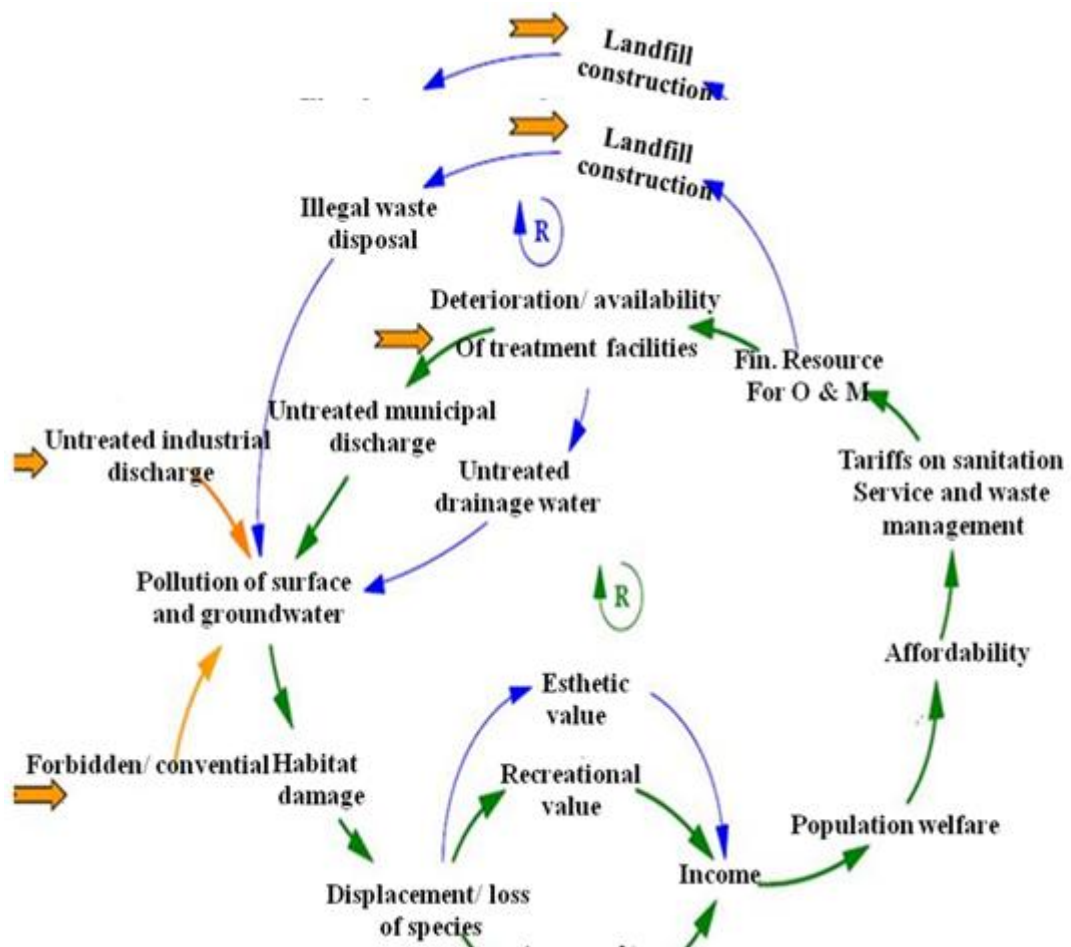 Landfill
construction
Landfill
construction
Illegal waste
disposal
R
Deterioration/ availability
Of treatment facilities
Fin. Resource
For O & M
Untreated municipal
discharge
Untreated industrial
discharge
Untreated
drainage water
Tariffs on sanitation
Service and waste
management
Pollution of surface
and groundwater
R
Affordability
Esthetic
value
Forbidden/ convential
Habitat
damage
Recreational
value
Population welfare
Income
Displacement/ loss
of species